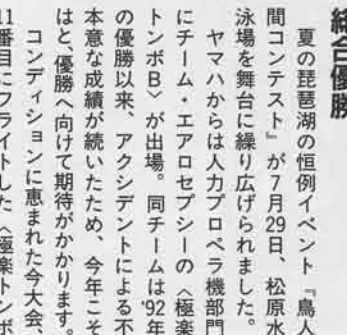 総合優勝
夏の琵琶湖の恒例イベント『鳥人
間コンテスト』が7月29日、松原水
泳場を舞台に繰り広げられました。
ヤマハからは人力プロペラ機部門
にチーム・エアロセプシーの〈極楽
トンボB〉が出場。同チームは'92年
の優勝以来、アクシデントによる不
本意な成績が続いたため、今年こそ
はと、優勝へ向けて期待がかかります。
コンディションに恵まれた今大会、
11番目にフライトした〈極楽トンボ